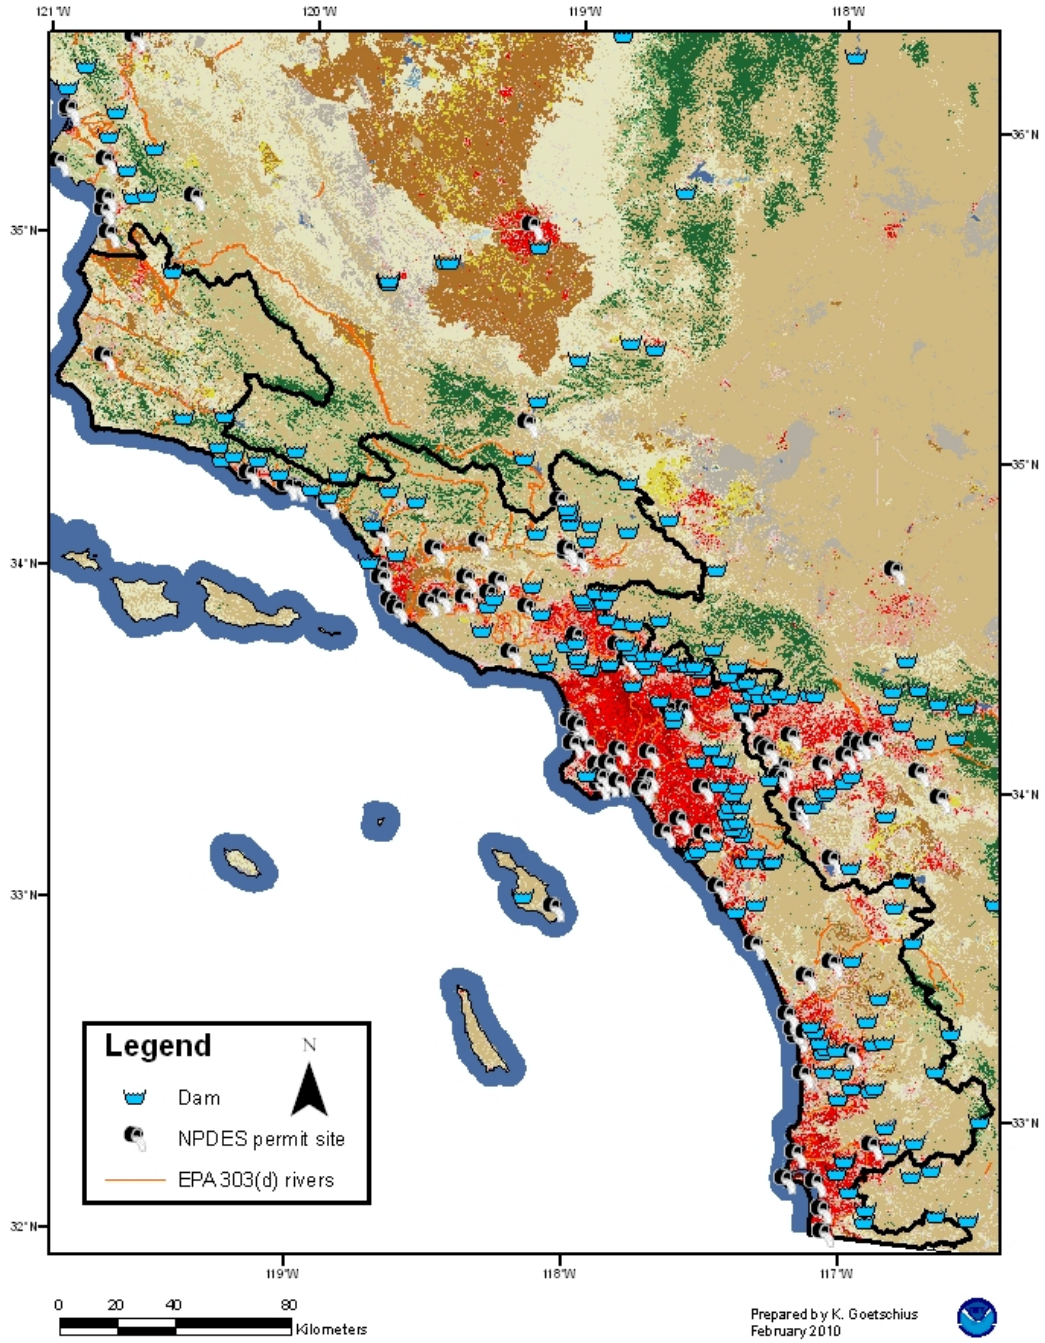 121°W 120°W 119°W 118°W
36°N
35°N
35°N
34°N
34°N
33°N
33°N
32°N
Legend
N
Dam
NPDES permit site
EPA 303(d) rivers
119°W 118°W 117°W
0 20 40 80
Kilometers
Prepared by K. Goetschius
February 2010